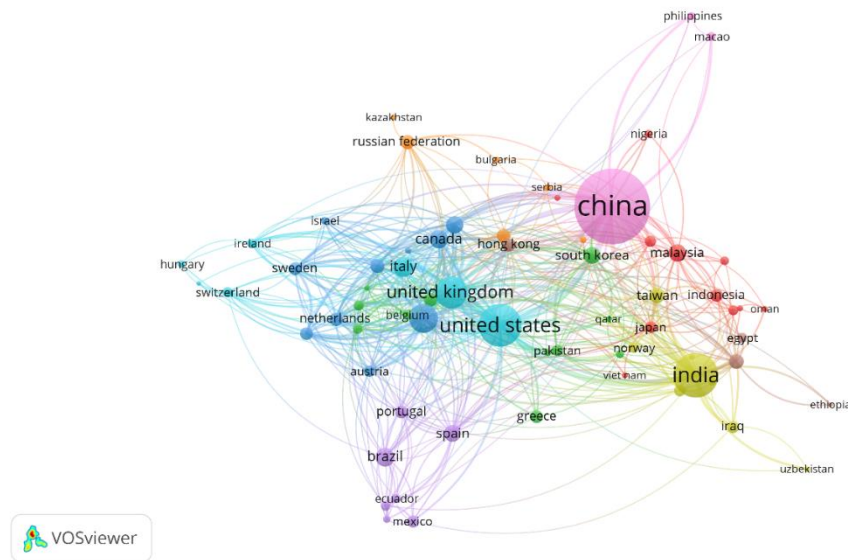 philippines
macao
kazakhstan
russian federation
nigeria
bulgaria
serbia
china
israel
ireland
canada
hong kong
south korea
malaysia
hungary
sweden
italy
switzerland
united kingdom
taiwan
indonesia
oman
netherlands
belgium
united states
qatar
japan
egypt
pakistan
norway
austria
viet nam
india
ethiopia
portugal
greece
spain
iraq
brazil
uzbekistan
ecuador
mexico
VOSviewer